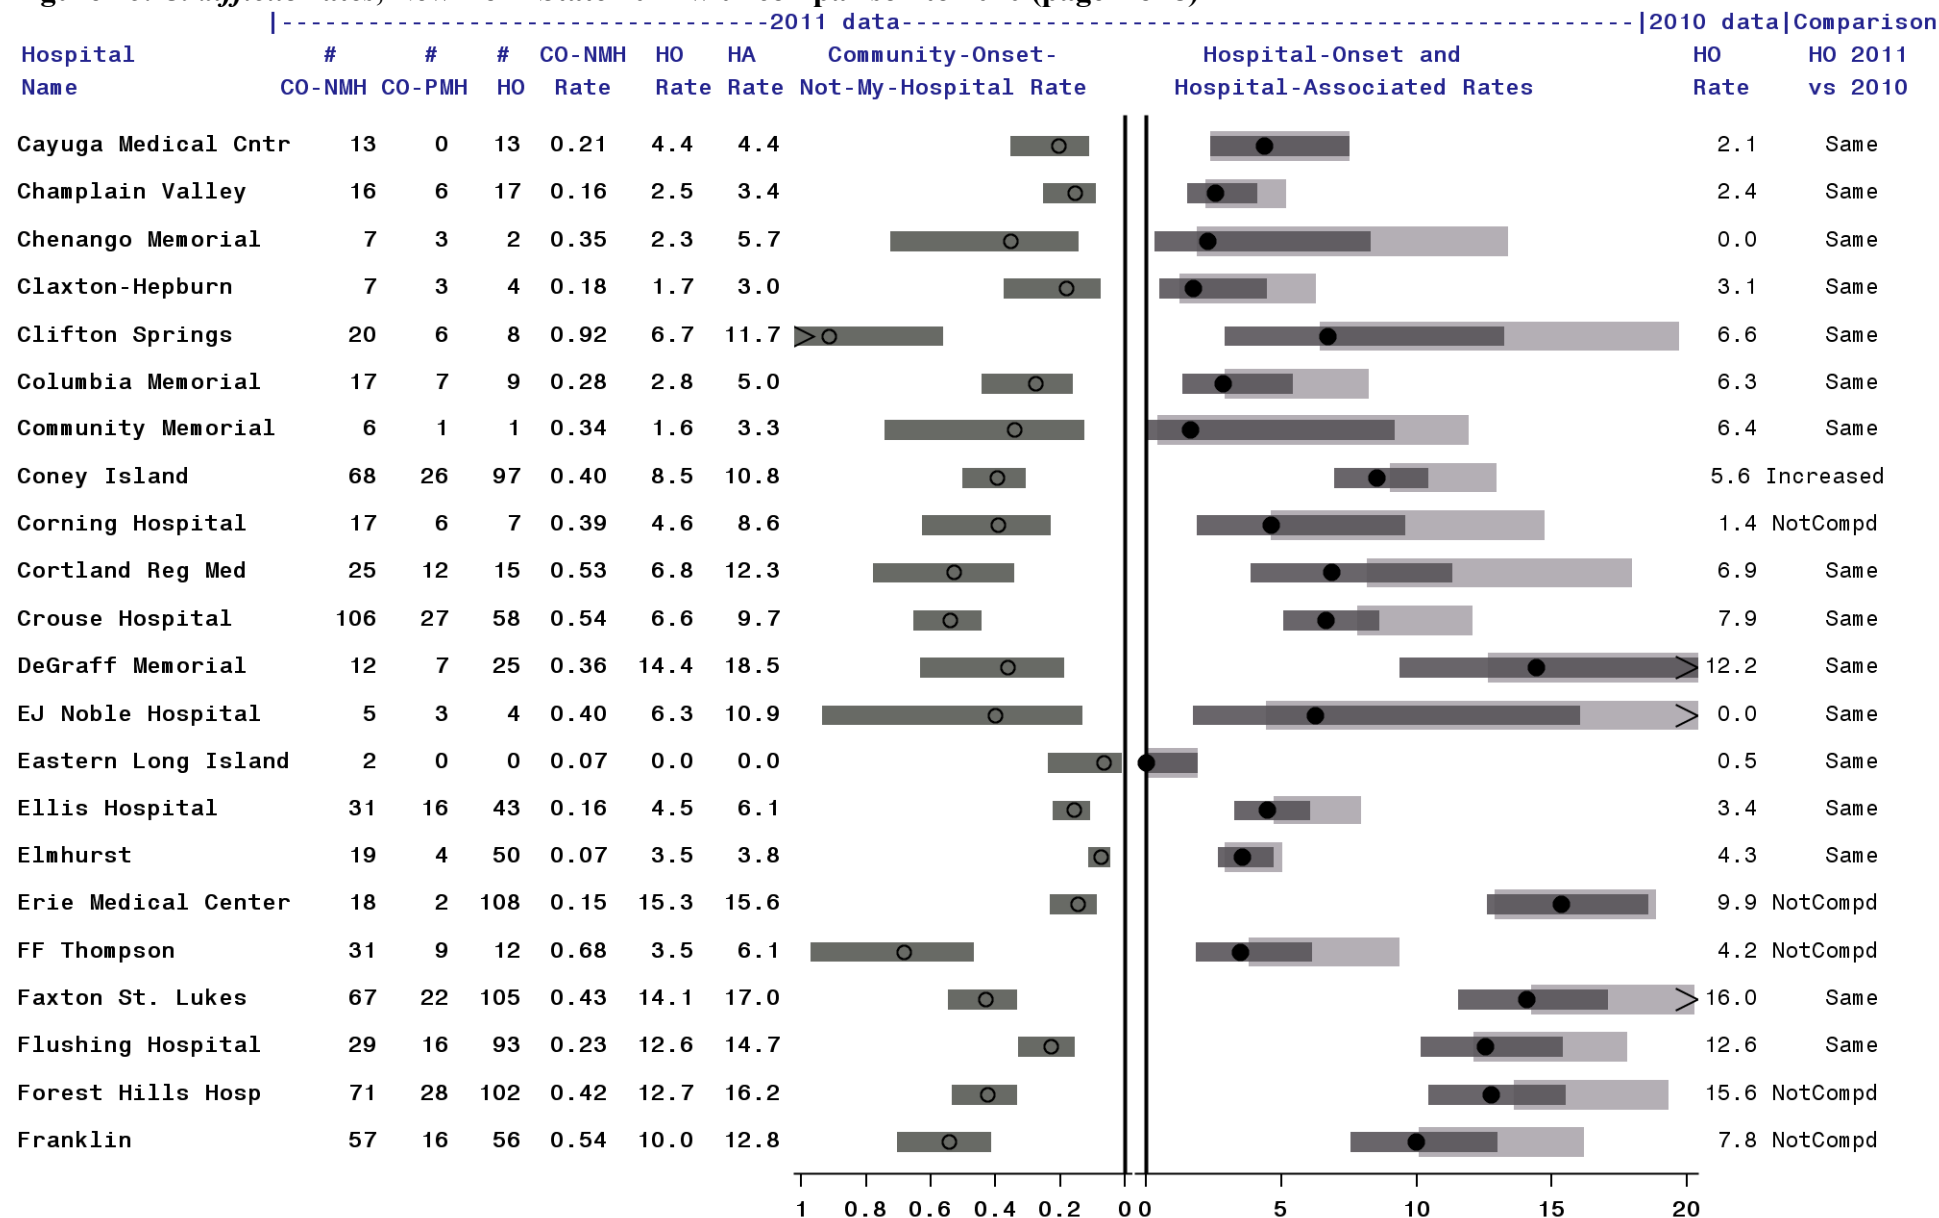 |----------------------------------2011 data---------------------------------------------------|2010 data|Comparison
Hospital # # # CO-NMH HO HA Community-Onset- Hospital-Onset and HO HO 2011
Name CO-NMH CO-PMH HO Rate Rate Rate Not-My-Hospital Rate Hospital-Associated Rates Rate vs 2010
Cayuga Medical Cntr 13 0 13 0.21 4.4 4.4 2.1 Same
Champlain Valley 16 6 17 0.16 2.5 3.4 2.4 Same
Chenango Memorial 7 3 2 0.35 2.3 5.7 0.0 Same
Claxton-Hepburn 7 3 4 0.18 1.7 3.0 3.1 Same
Clifton Springs 20 6 8 0.92 6.7 11.7 > 6.6 Same
Columbia Memorial 17 7 9 0.28 2.8 5.0 6.3 Same
Community Memorial 6 1 1 0.34 1.6 3.3 6.4 Same
Coney Island 68 26 97 0.40 8.5 10.8 5.6 Increased
Corning Hospital 17 6 7 0.39 4.6 8.6 1.4 NotCompd
Cortland Reg Med 25 12 15 0.53 6.8 12.3 6.9 Same
Crouse Hospital 106 27 58 0.54 6.6 9.7 7.9 Same
DeGraff Memorial 12 7 25 0.36 14.4 18.5 > 12.2 Same
EJ Noble Hospital 5 3 4 0.40 6.3 10.9 > 0.0 Same
Eastern Long Island 2 0 0 0.07 0.0 0.0 0.5 Same
Ellis Hospital 31 16 43 0.16 4.5 6.1 3.4 Same
Elmhurst 19 4 50 0.07 3.5 3.8 4.3 Same
Erie Medical Center 18 2 108 0.15 15.3 15.6 9.9 NotCompd
FF Thompson 31 9 12 0.68 3.5 6.1 4.2 NotCompd
Faxton St. Lukes 67 22 105 0.43 14.1 17.0 > 16.0 Same
Flushing Hospital 29 16 93 0.23 12.6 14.7 12.6 Same
Forest Hills Hosp 71 28 102 0.42 12.7 16.2 15.6 NotCompd
Franklin 57 16 56 0.54 10.0 12.8 7.8 NotCompd
1 0.8 0.6 0.4 0.2 0 0 5 10 15 20